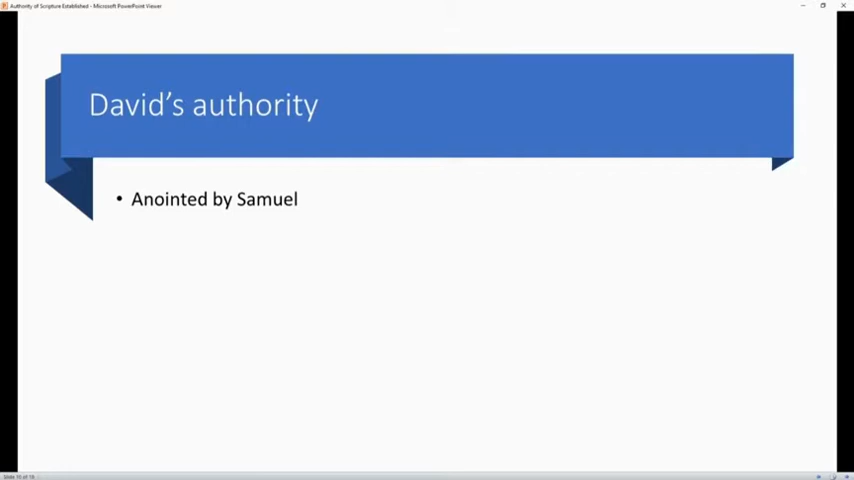 Authority of Scripture Established - Microsoft PowerPoint Viewer
David’s authority
• Anointed by Samuel